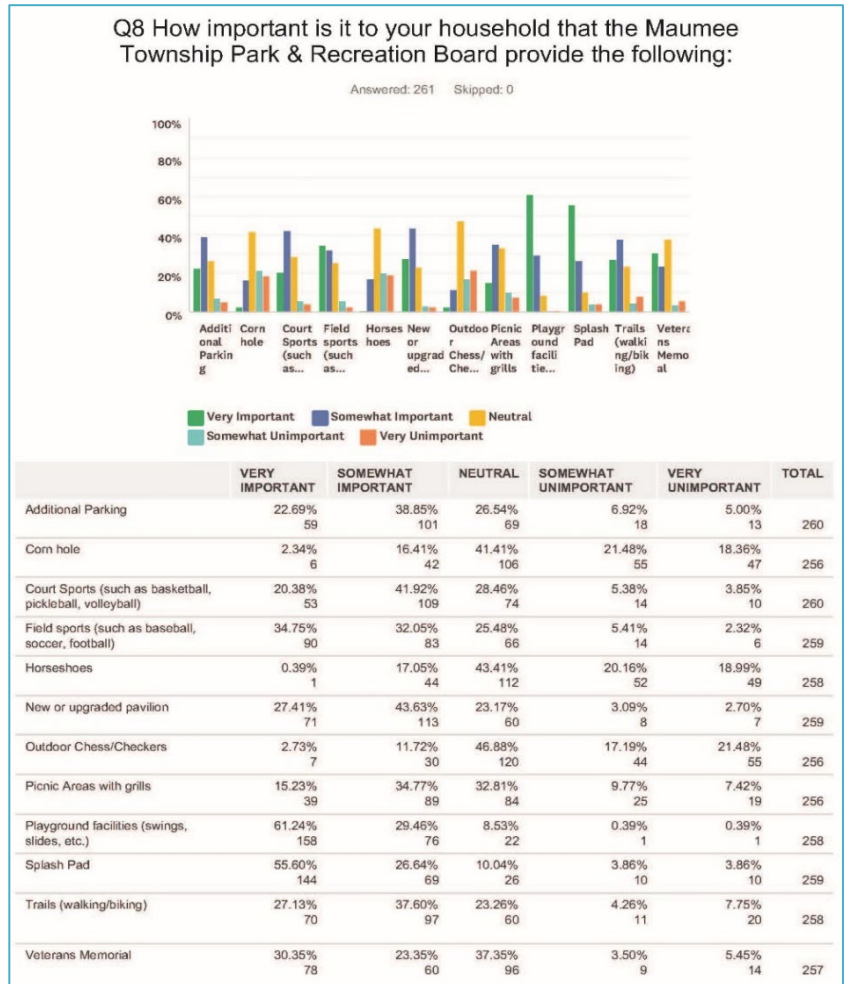 Q8 How important is it to your household that the Maumee
Township Park & Recreation Board provide the following:
Answered: 261 Skipped: 0
100%
80%
60%
40%
20%
0%
Additi Corn Court Field Horses New Outdoo Picnic Playgr Splash Trails Vetera
onal hole Sports sports hoes or r Areas ound Pad (walki ns
Parkin (such (such upgrad Chess/ with facili ng/bik Memo
g as... as... ed... Che... grills tie... ing) al
Very Important Somewhat Important Neutral
Somewhat Unimportant Very Unimportant
VERY SOMEWHAT NEUTRAL SOMEWHAT VERY TOTAL
IMPORTANT IMPORTANT UNIMPORTANT UNIMPORTANT
Additional Parking 22.69% 38.85% 26.54% 6.92% 5.00%
59 101 69 18 13 260
Corn hole 2.34% 16.41% 41.41% 21.48% 18.36%
6 42 106 55 47 256
Court Sports (such as basketball, 20.38% 41.92% 28.46% 5.38% 3.85%
pickleball, volleyball) 53 109 74 14 10 260
Field sports (such as baseball, 34.75% 32.05% 25.48% 5.41% 2.32%
soccer, football) 90 83 66 14 6 259
Horseshoes 0.39% 17.05% 43.41% 20.16% 18.99%
1 44 112 52 49 258
New or upgraded pavilion 27.41% 43.63% 23.17% 3.09% 2.70%
71 113 60 8 7 259
Outdoor Chess/Checkers 2.73% 11.72% 46.88% 17.19% 21.48%
7 30 120 44 55 256
Picnic Areas with grills 15.23% 34.77% 32.81% 9.77% 7.42%
39 89 84 25 19 256
Playground facilities (swings, 61.24% 29.46% 8.53% 0.39% 0.39%
slides, etc.) 158 76 22 1 1 258
Splash Pad 55.60% 26.64% 10.04% 3.86% 3.86%
144 69 26 10 10 259
Trails (walking/biking) 27.13% 37.60% 23.26% 4.26% 7.75%
70 97 60 11 20 258
Veterans Memorial 30.35% 23.35% 37.35% 3.50% 5.45%
78 60 96 9 14 257